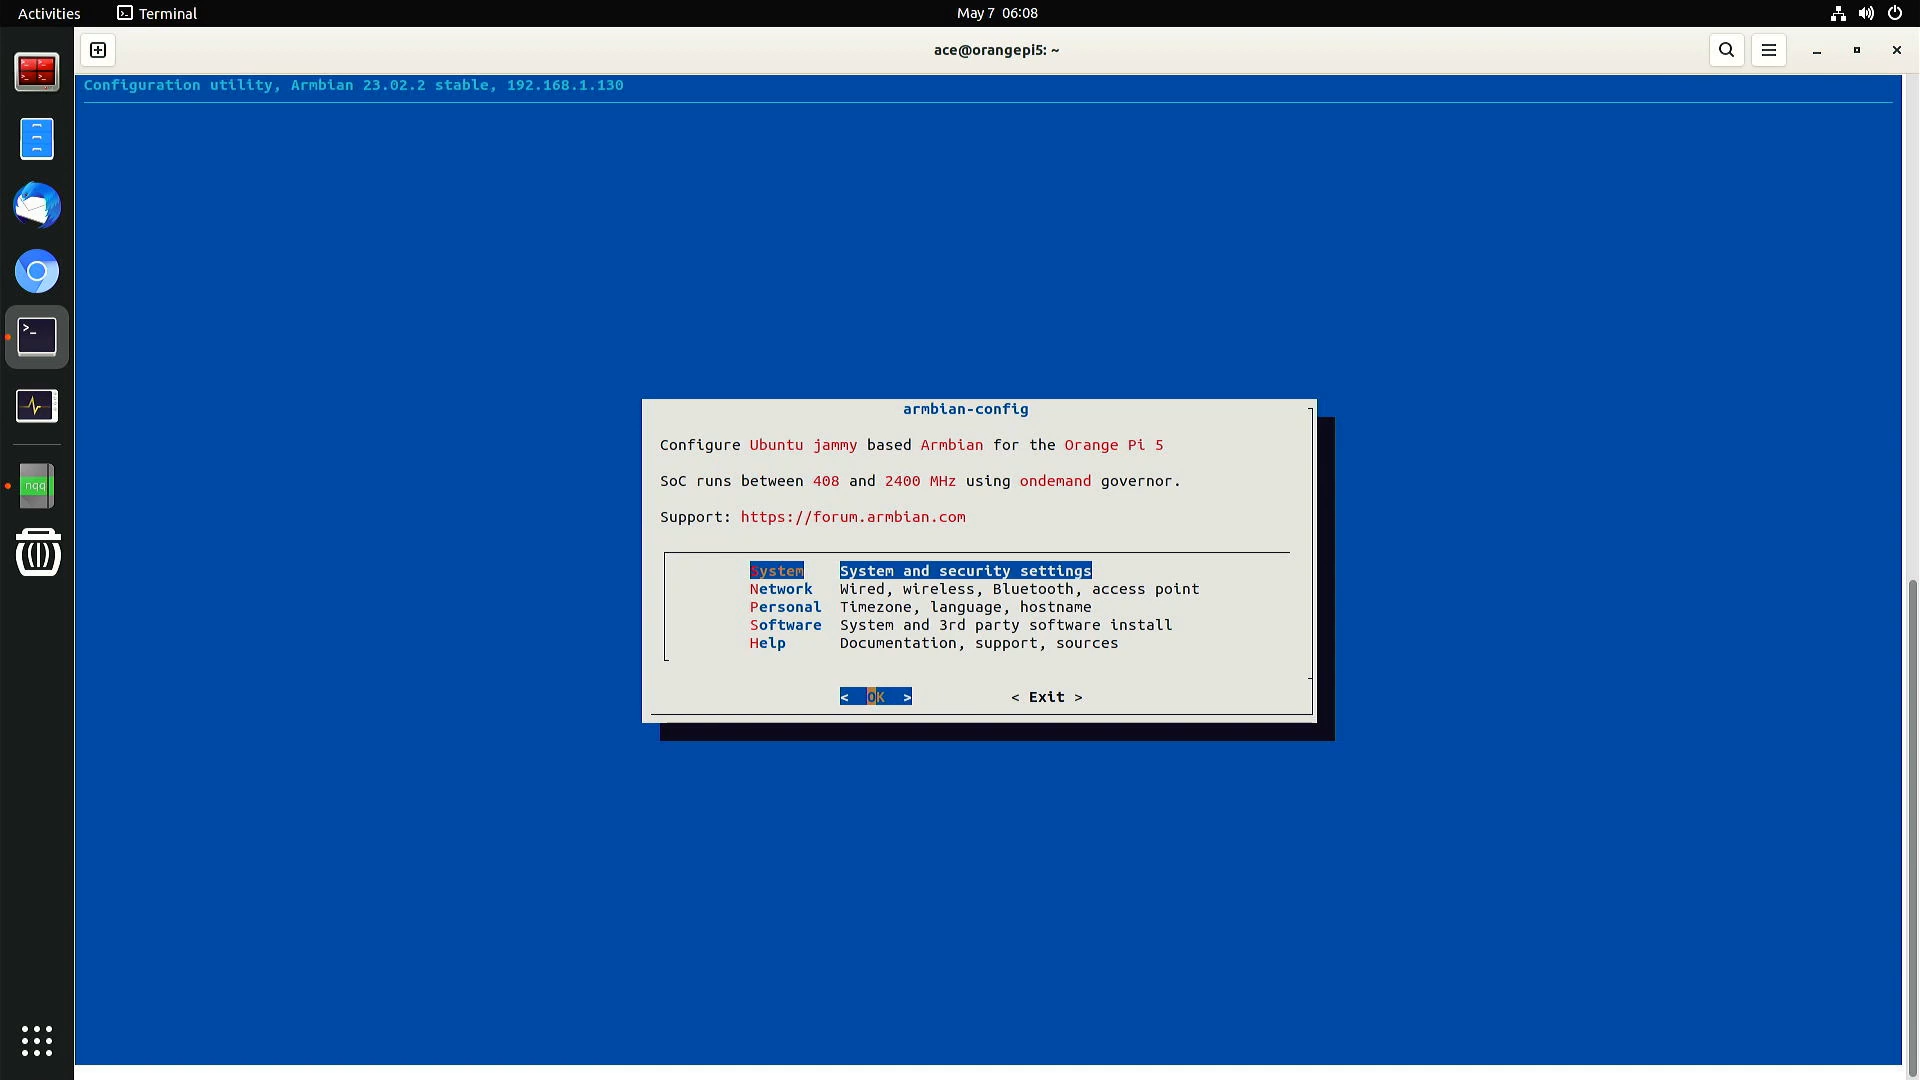 Activities Terminal May 7 06:08
ace@orangepi5: ~
Configuration utility, Armbian 23.02.2 stable, 192.168.1.130
armbian-config
Configure Ubuntu jammy based Armbian for the Orange Pi 5
SoC runs between 408 and 2400 MHz using ondemand governor.
Support: https://forum.armbian.com
System System and security settings
Network Wired, wireless, Bluetooth, access point
Personal Timezone, language, hostname
Software System and 3rd party software install
Help Documentation, support, sources
< OK > < Exit >
nqq